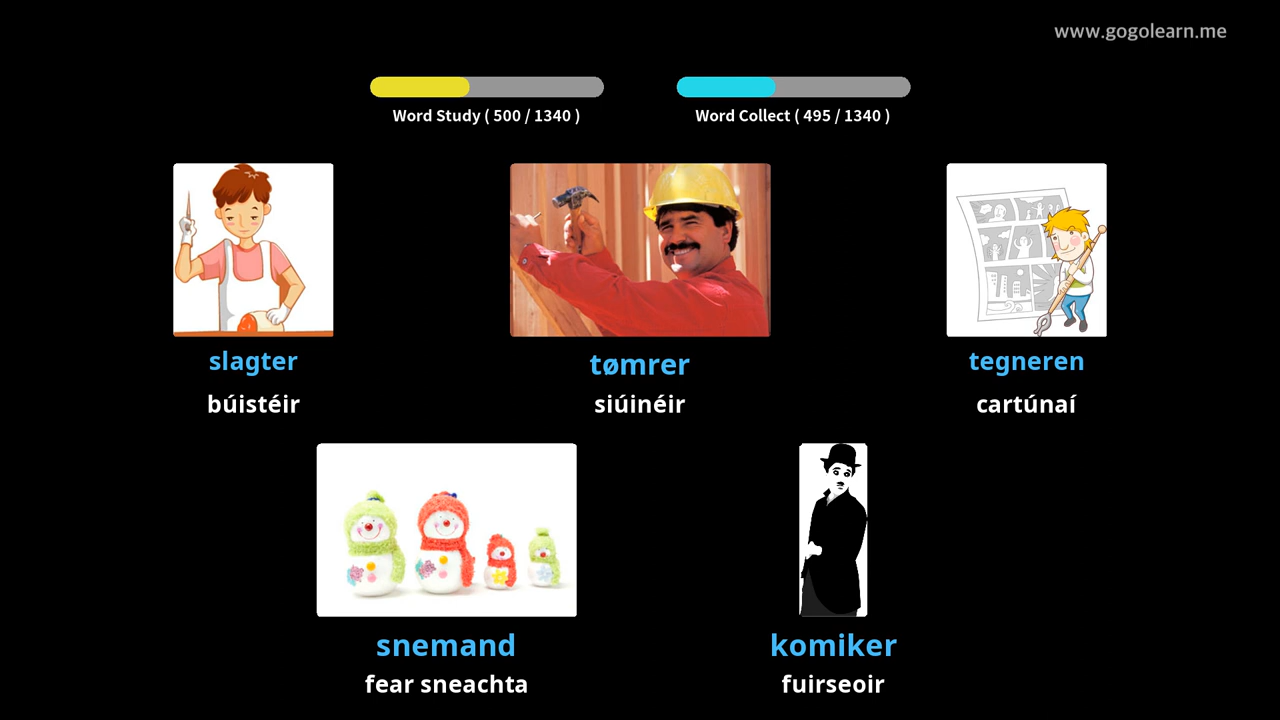 www.gogolearn.me
Word Study ( 500 / 1340 )
Word Collect ( 495 / 1340 )
slagter
tømrer
tegneren
búistéir
siúinéir
cartúnaí
snemand
komiker
fear sneachta
fuirseoir